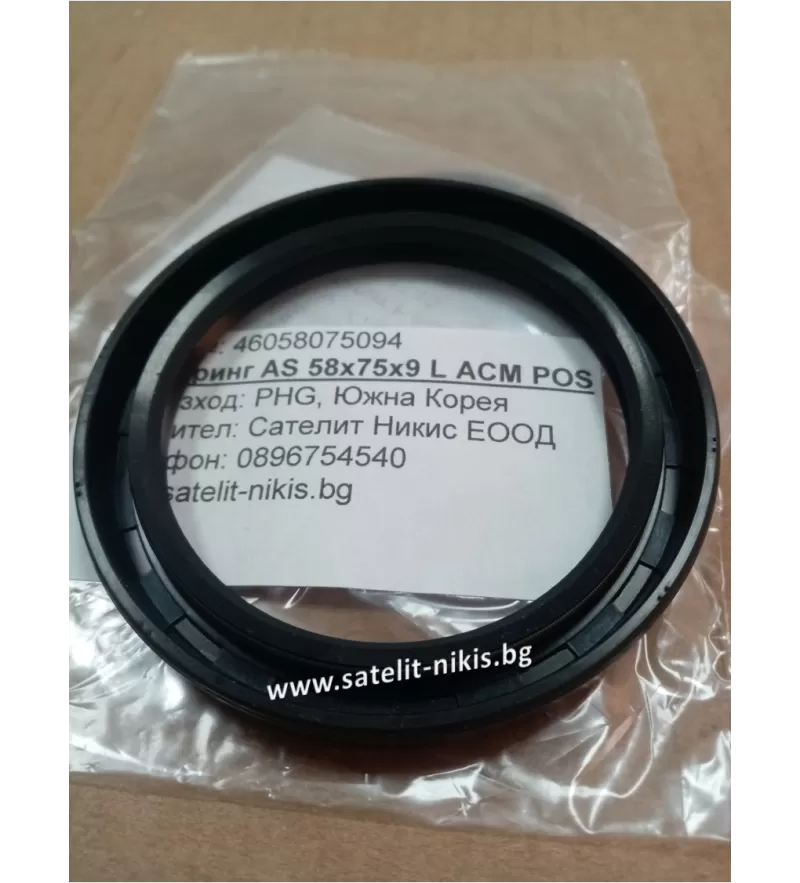 : 46058075094
ринг AS 58x75x9 L ACM POS
зход: PHG, Южна Корея
ител: Сателит Никис ЕООД
фон: 0896754540
satelit-nikis.bg
www.satelit-nikis.bg